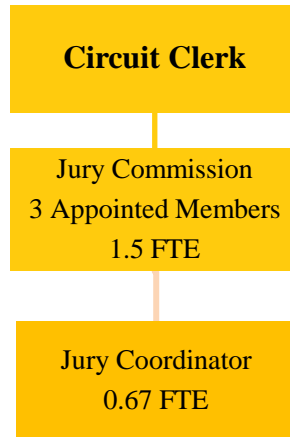 Circuit Clerk
Jury Commission
3 Appointed Members
1.5 FTE
Jury Coordinator
0.67 FTE